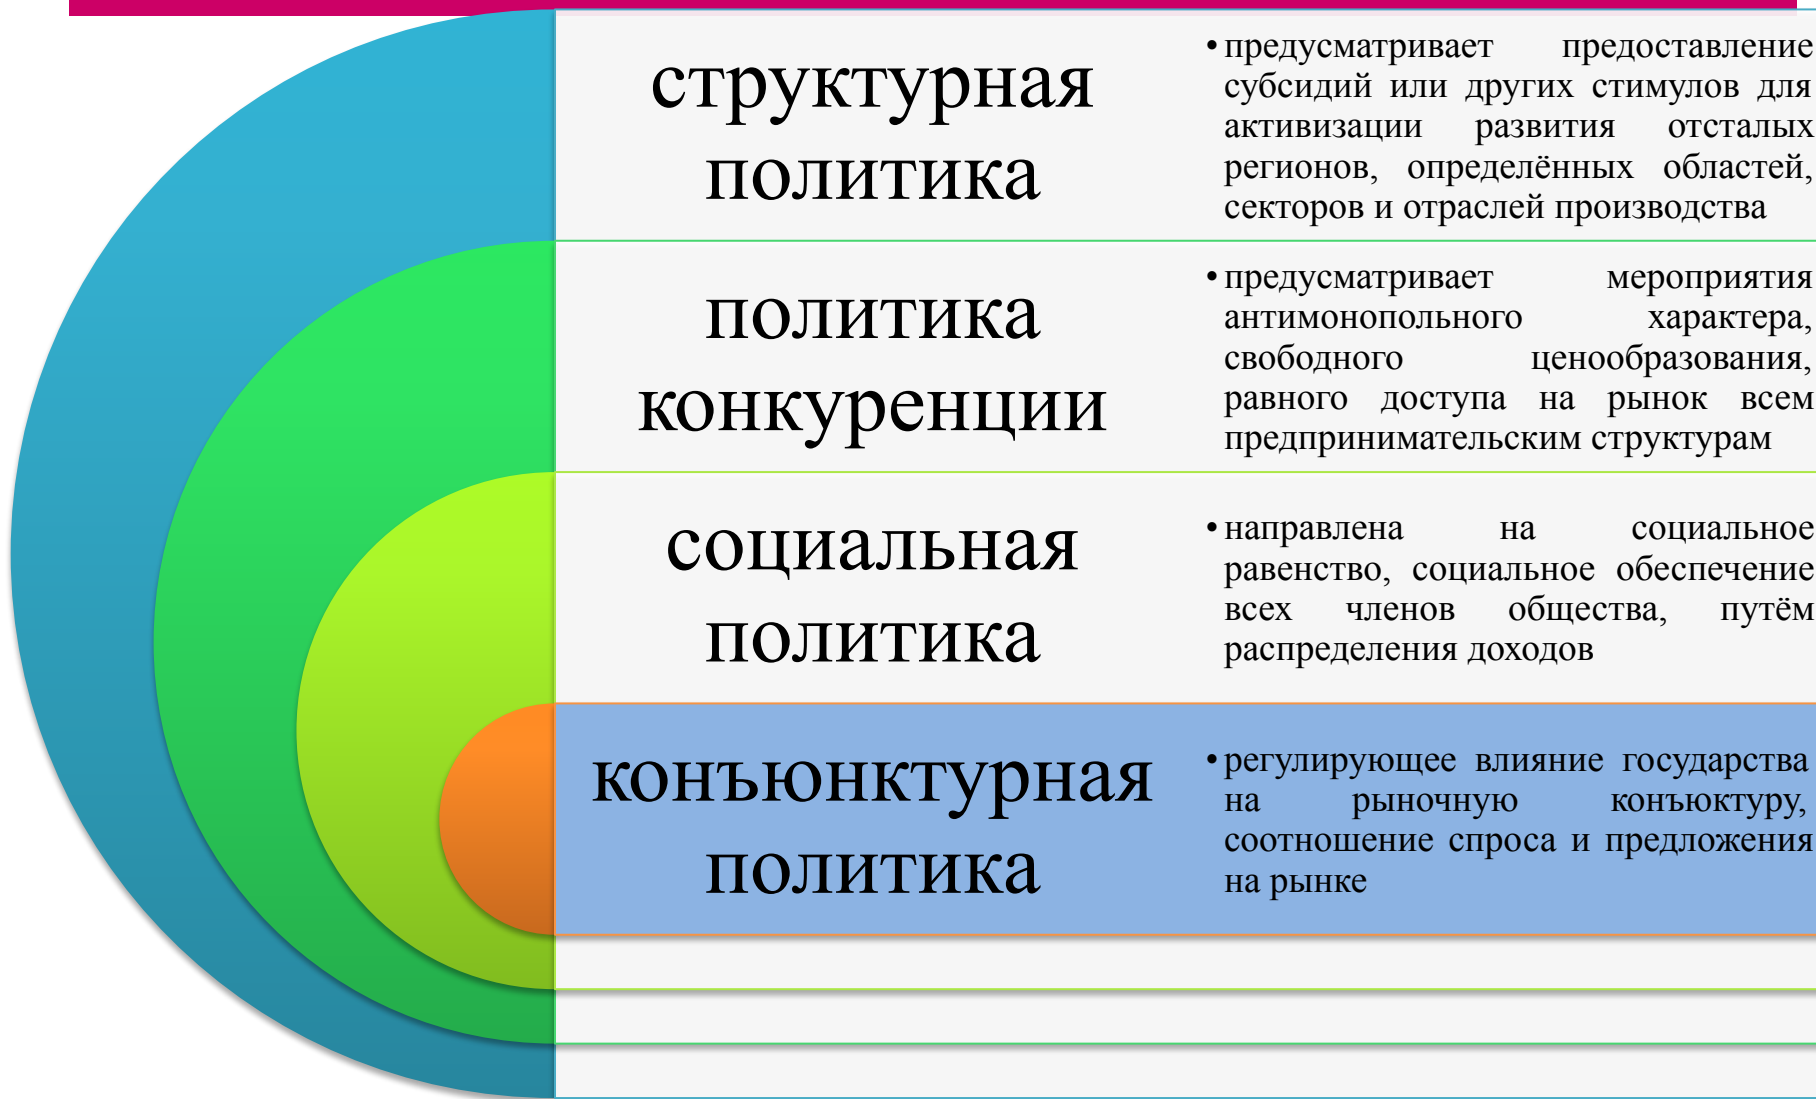 структурная
политика
• предусматривает предоставление
субсидий или других стимулов для
активизации развития отсталых
регионов, определённых областей,
секторов и отраслей производства
политика
конкуренции
• предусматривает мероприятия
антимонопольного характера,
свободного ценообразования,
равного доступа на рынок всем
предпринимательским структурам
социальная
политика
• направлена на социальное
равенство, социальное обеспечение
всех членов общества, путём
распределения доходов
конъюнктурная
политика
• регулирующее влияние государства
на рыночную конъюктуру,
соотношение спроса и предложения
на рынке